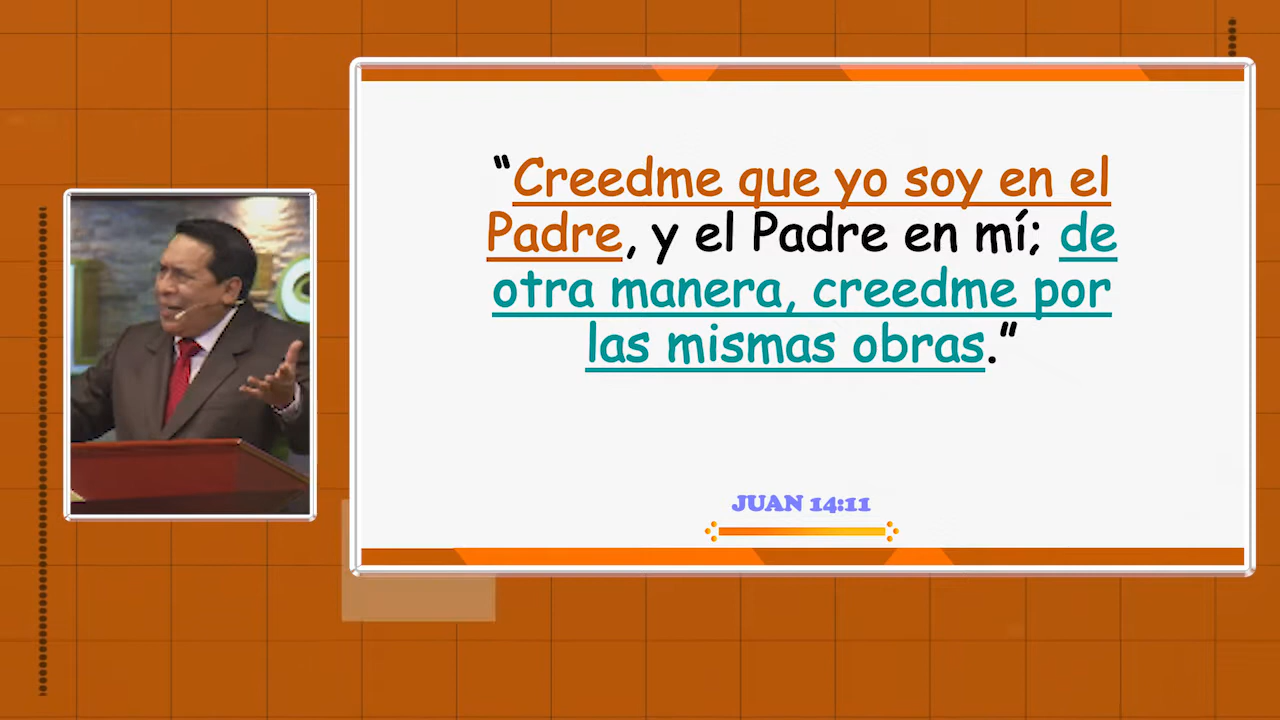 “Creedme que yo soy en el
Padre, y el Padre en mí; de
otra manera, creedme por
las mismas obras.”
JUAN 14:11